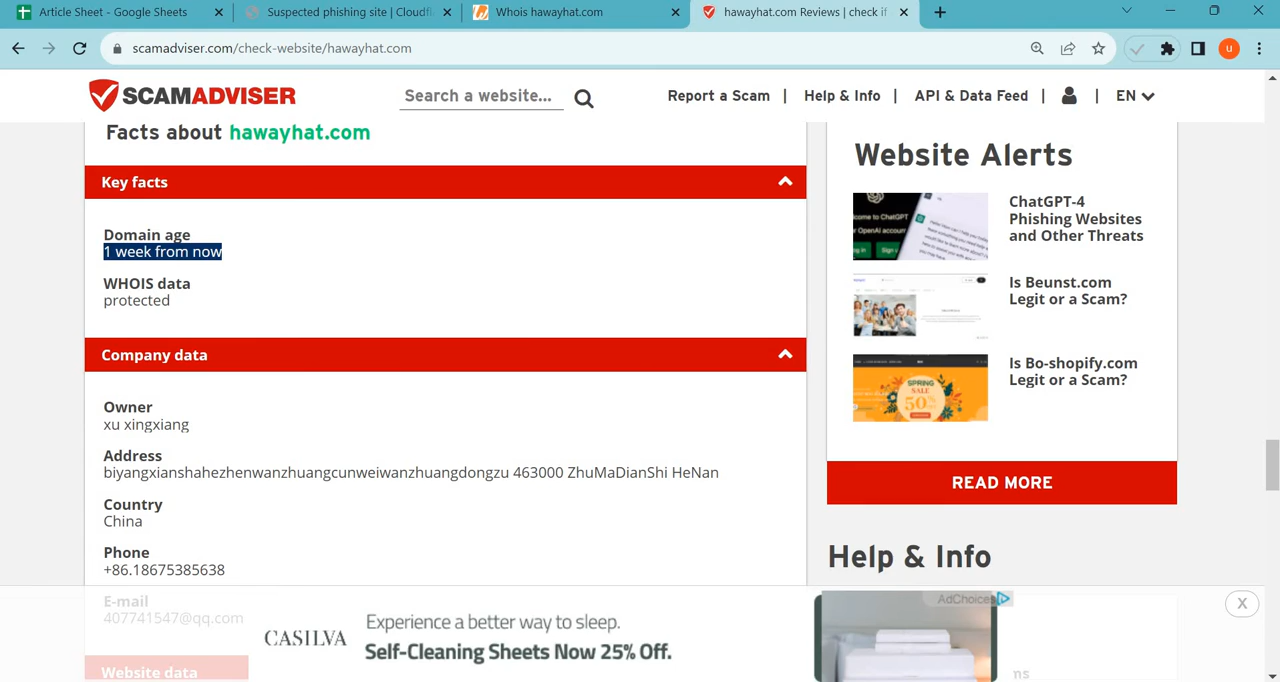 Article Sheet - Google Sheets
Suspected phishing site | Cloudfl
Whois hawayhat.com
hawayhat.com Reviews | check if
scamadviser.com/check-website/hawayhat.com
u
SCAMADVISER
Search a website...
Report a Scam | Help & Info | API & Data Feed | | EN
Facts about hawayhat.com
Key facts
Domain age
1 week from now
WHOIS data
protected
Company data
Owner
xu xingxiang
Address
biyangxianshahezhenwanzhuangcunweiwanzhuangdongzu 463000 ZhuMaDianShi HeNan
Country
China
Phone
+86.18675385638
E-mail
407741547@qq.com
Website data
Website Alerts
ChatGPT-4
Phishing Websites
and Other Threats
Is Beunst.com
Legit or a Scam?
Is Bo-shopify.com
Legit or a Scam?
SPRING
SALE
50%
READ MORE
Help & Info
CASILVA
Experience a better way to sleep.
Self-Cleaning Sheets Now 25% Off.
AdChoices
X
ms